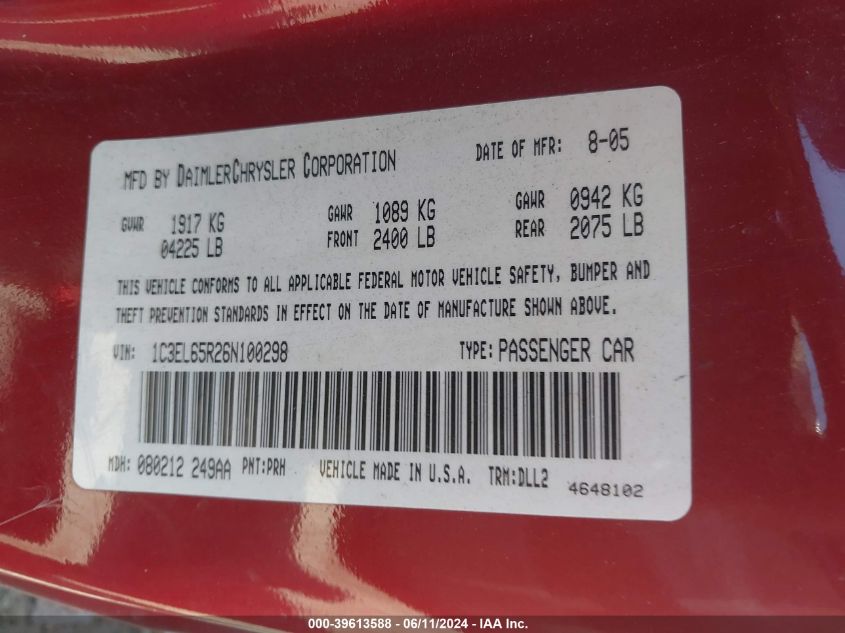 MFD BY DAIMLERCHRYSLER CORPORATION DATE OF MFR: 8-05
GVWR 1917 KG GAWR 1089 KG GAWR 0942 KG
04225 LB FRONT 2400 LB REAR 2075 LB
THIS VEHICLE CONFORMS TO ALL APPLICABLE FEDERAL MOTOR VEHICLE SAFETY, BUMPER AND
THEFT PREVENTION STANDARDS IN EFFECT ON THE DATE OF MANUFACTURE SHOWN ABOVE.
VIN: 1C3EL65R26N100298 TYPE: PASSENGER CAR
MDH: 080212 249AA PNT:PRH VEHICLE MADE IN U.S.A. TRM:DLL2 4648102
000-39613588 - 06/11/2024 - IAA Inc.